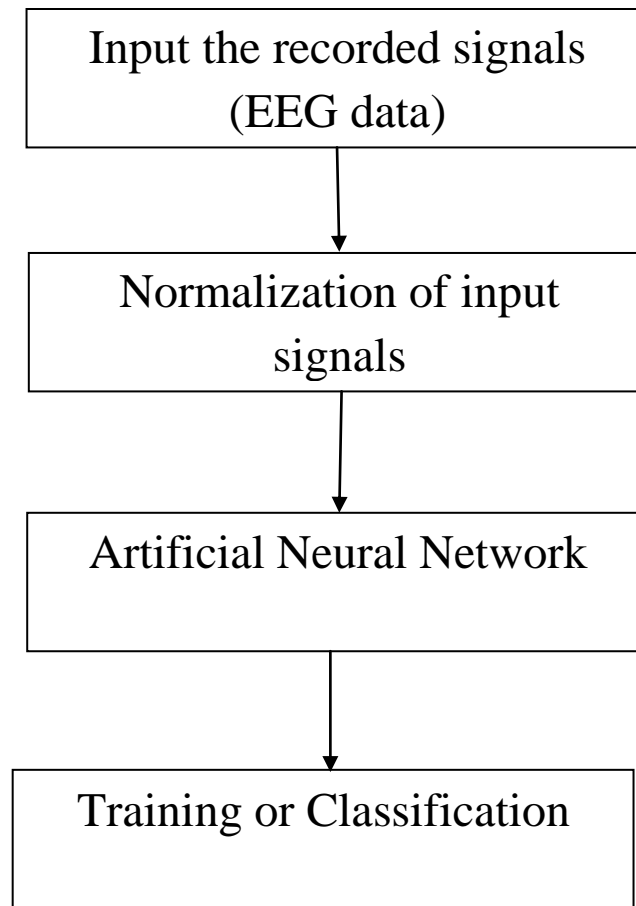 Input the recorded signals
(EEG data)
Normalization of input
signals
Artificial Neural Network
Training or Classification